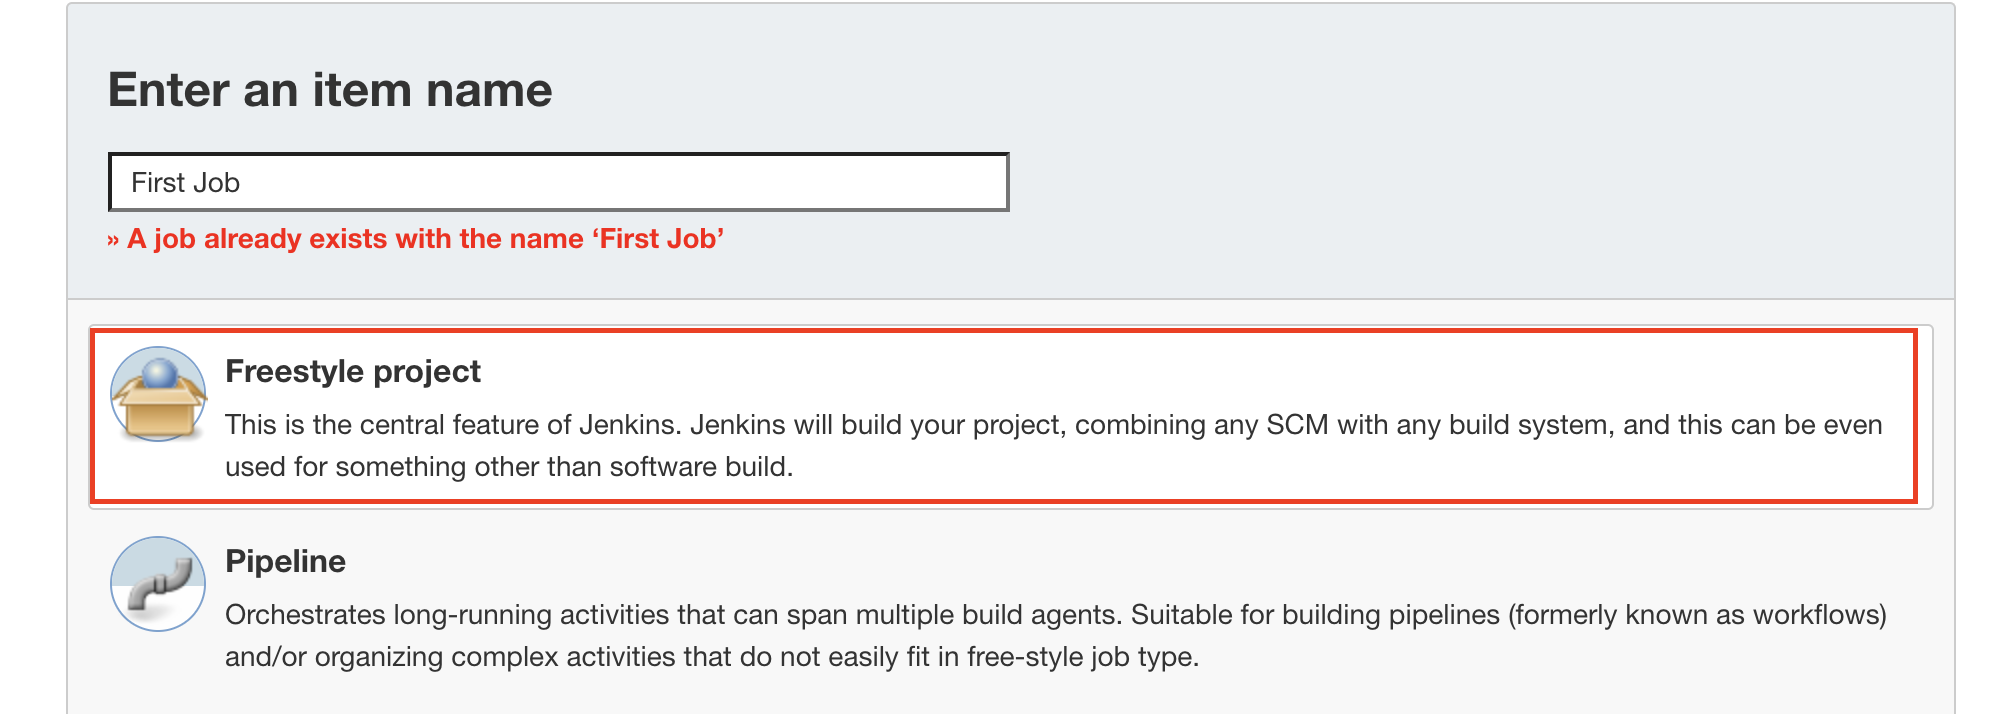 Enter an item name
First Job
» A job already exists with the name ‘First Job’
Freestyle project
This is the central feature of Jenkins. Jenkins will build your project, combining any SCM with any build system, and this can be even
used for something other than software build.
Pipeline
Orchestrates long-running activities that can span multiple build agents. Suitable for building pipelines (formerly known as workflows)
and/or organizing complex activities that do not easily fit in free-style job type.